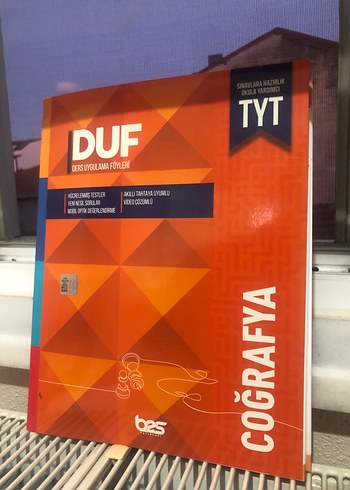 SINAVLARA HAZIRLIK
OKULA YARDIMCI
TYT
DUF
DERS UYGULAMA FÖYLERİ
HÜCRELENMİŞ TESTLER
YENİ NESİL SORULAR
MOBİL OPTİK DEĞERLENDİRME
AKILLI TAHTAYA UYUMLU
VİDEO ÇÖZÜMLÜ
COĞRAFYA
b2s